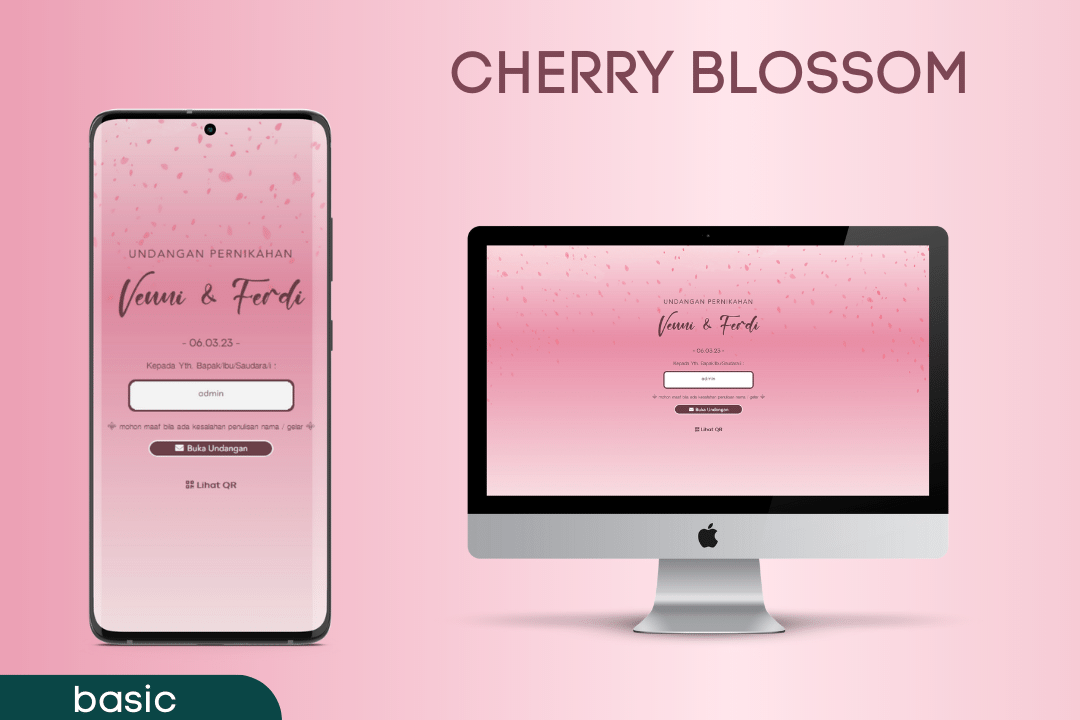 CHERRY BLOSSOM
UNDANGAN PERNIKAHAN
Venni & Ferdi
- 06.03.23 -
Kepada Yth. Bapak/Ibu/Saudara.i :
admin
mohon maaf bila ada kesalahan penulisan nama / gelar
Buka Undangan
Lihat QR
UNDANGAN PERNIKAHAN
Venni & Ferdi
- 06.03.23 -
Kepada Yth. Bapak/Ibu/Saudara.i :
admin
mohon maaf bila ada kesalahan penulisan nama / gelar
Buka Undangan
Lihat QR
basic